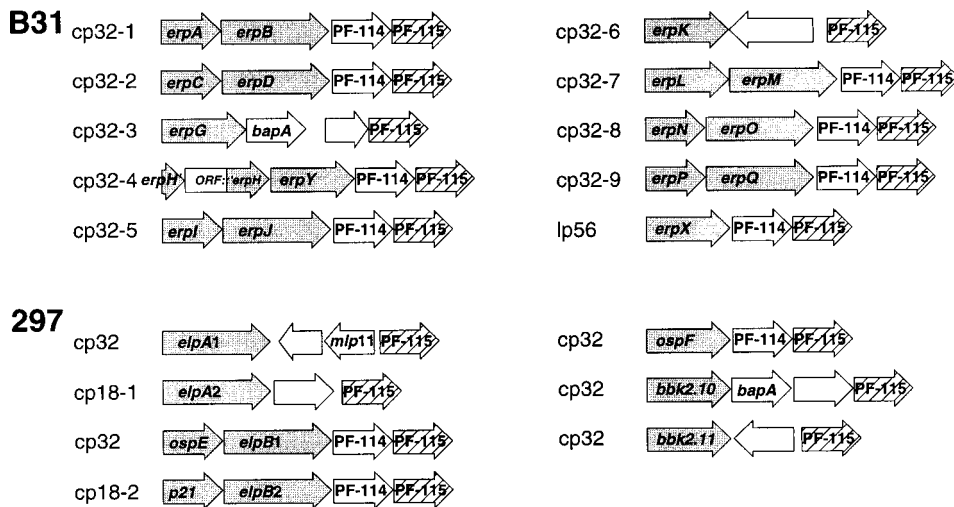 B31
cp32-1 erpA erpB PF-114 PF-115
cp32-2 erpC erpD PF-114 PF-115
cp32-3 erpG bapA PF-115
cp32-4 erpH' ORF::'erpH erpY PF-114 PF-115
cp32-5 erpI erpJ PF-114 PF-115
cp32-6 erpK PF-115
cp32-7 erpL erpM PF-114 PF-115
cp32-8 erpN erpO PF-114 PF-115
cp32-9 erpP erpQ PF-114 PF-115
lp56 erpX PF-114 PF-115
297
cp32 elpA1 mlp11 PF-115
cp18-1 elpA2 PF-115
cp32 ospE elpB1 PF-114 PF-115
cp18-2 p21 elpB2 PF-114 PF-115
cp32 ospF PF-114 PF-115
cp32 bbk2.10 bapA PF-115
cp32 bbk2.11 PF-115